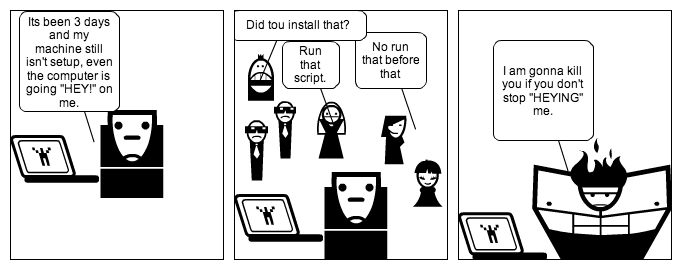 Its been 3 days
and my
machine still
isn't setup, even
the computer is
going "HEY!" on
me.
Did tou install that?
Run
that
script.
No run
that before
that
I am gonna kill
you if you don't
stop "HEYING"
me.